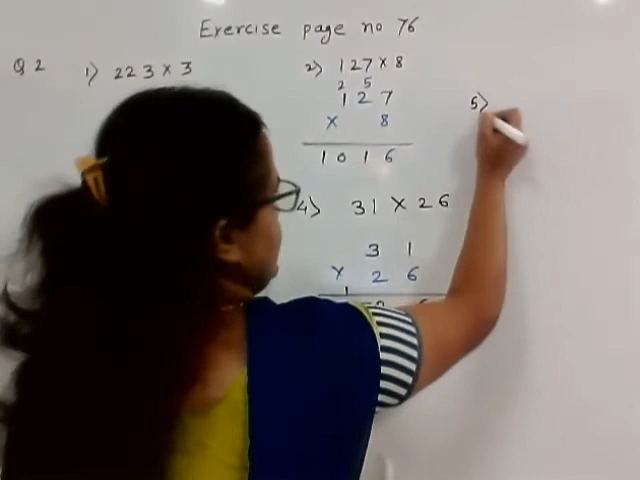 Exercise page no 76
Q 2 1) 223 x 3
2) 127 x 8
2 5
1 2 7
x 8
1 0 1 6
4) 31 x 26
3 1
x 2 6
1
5)